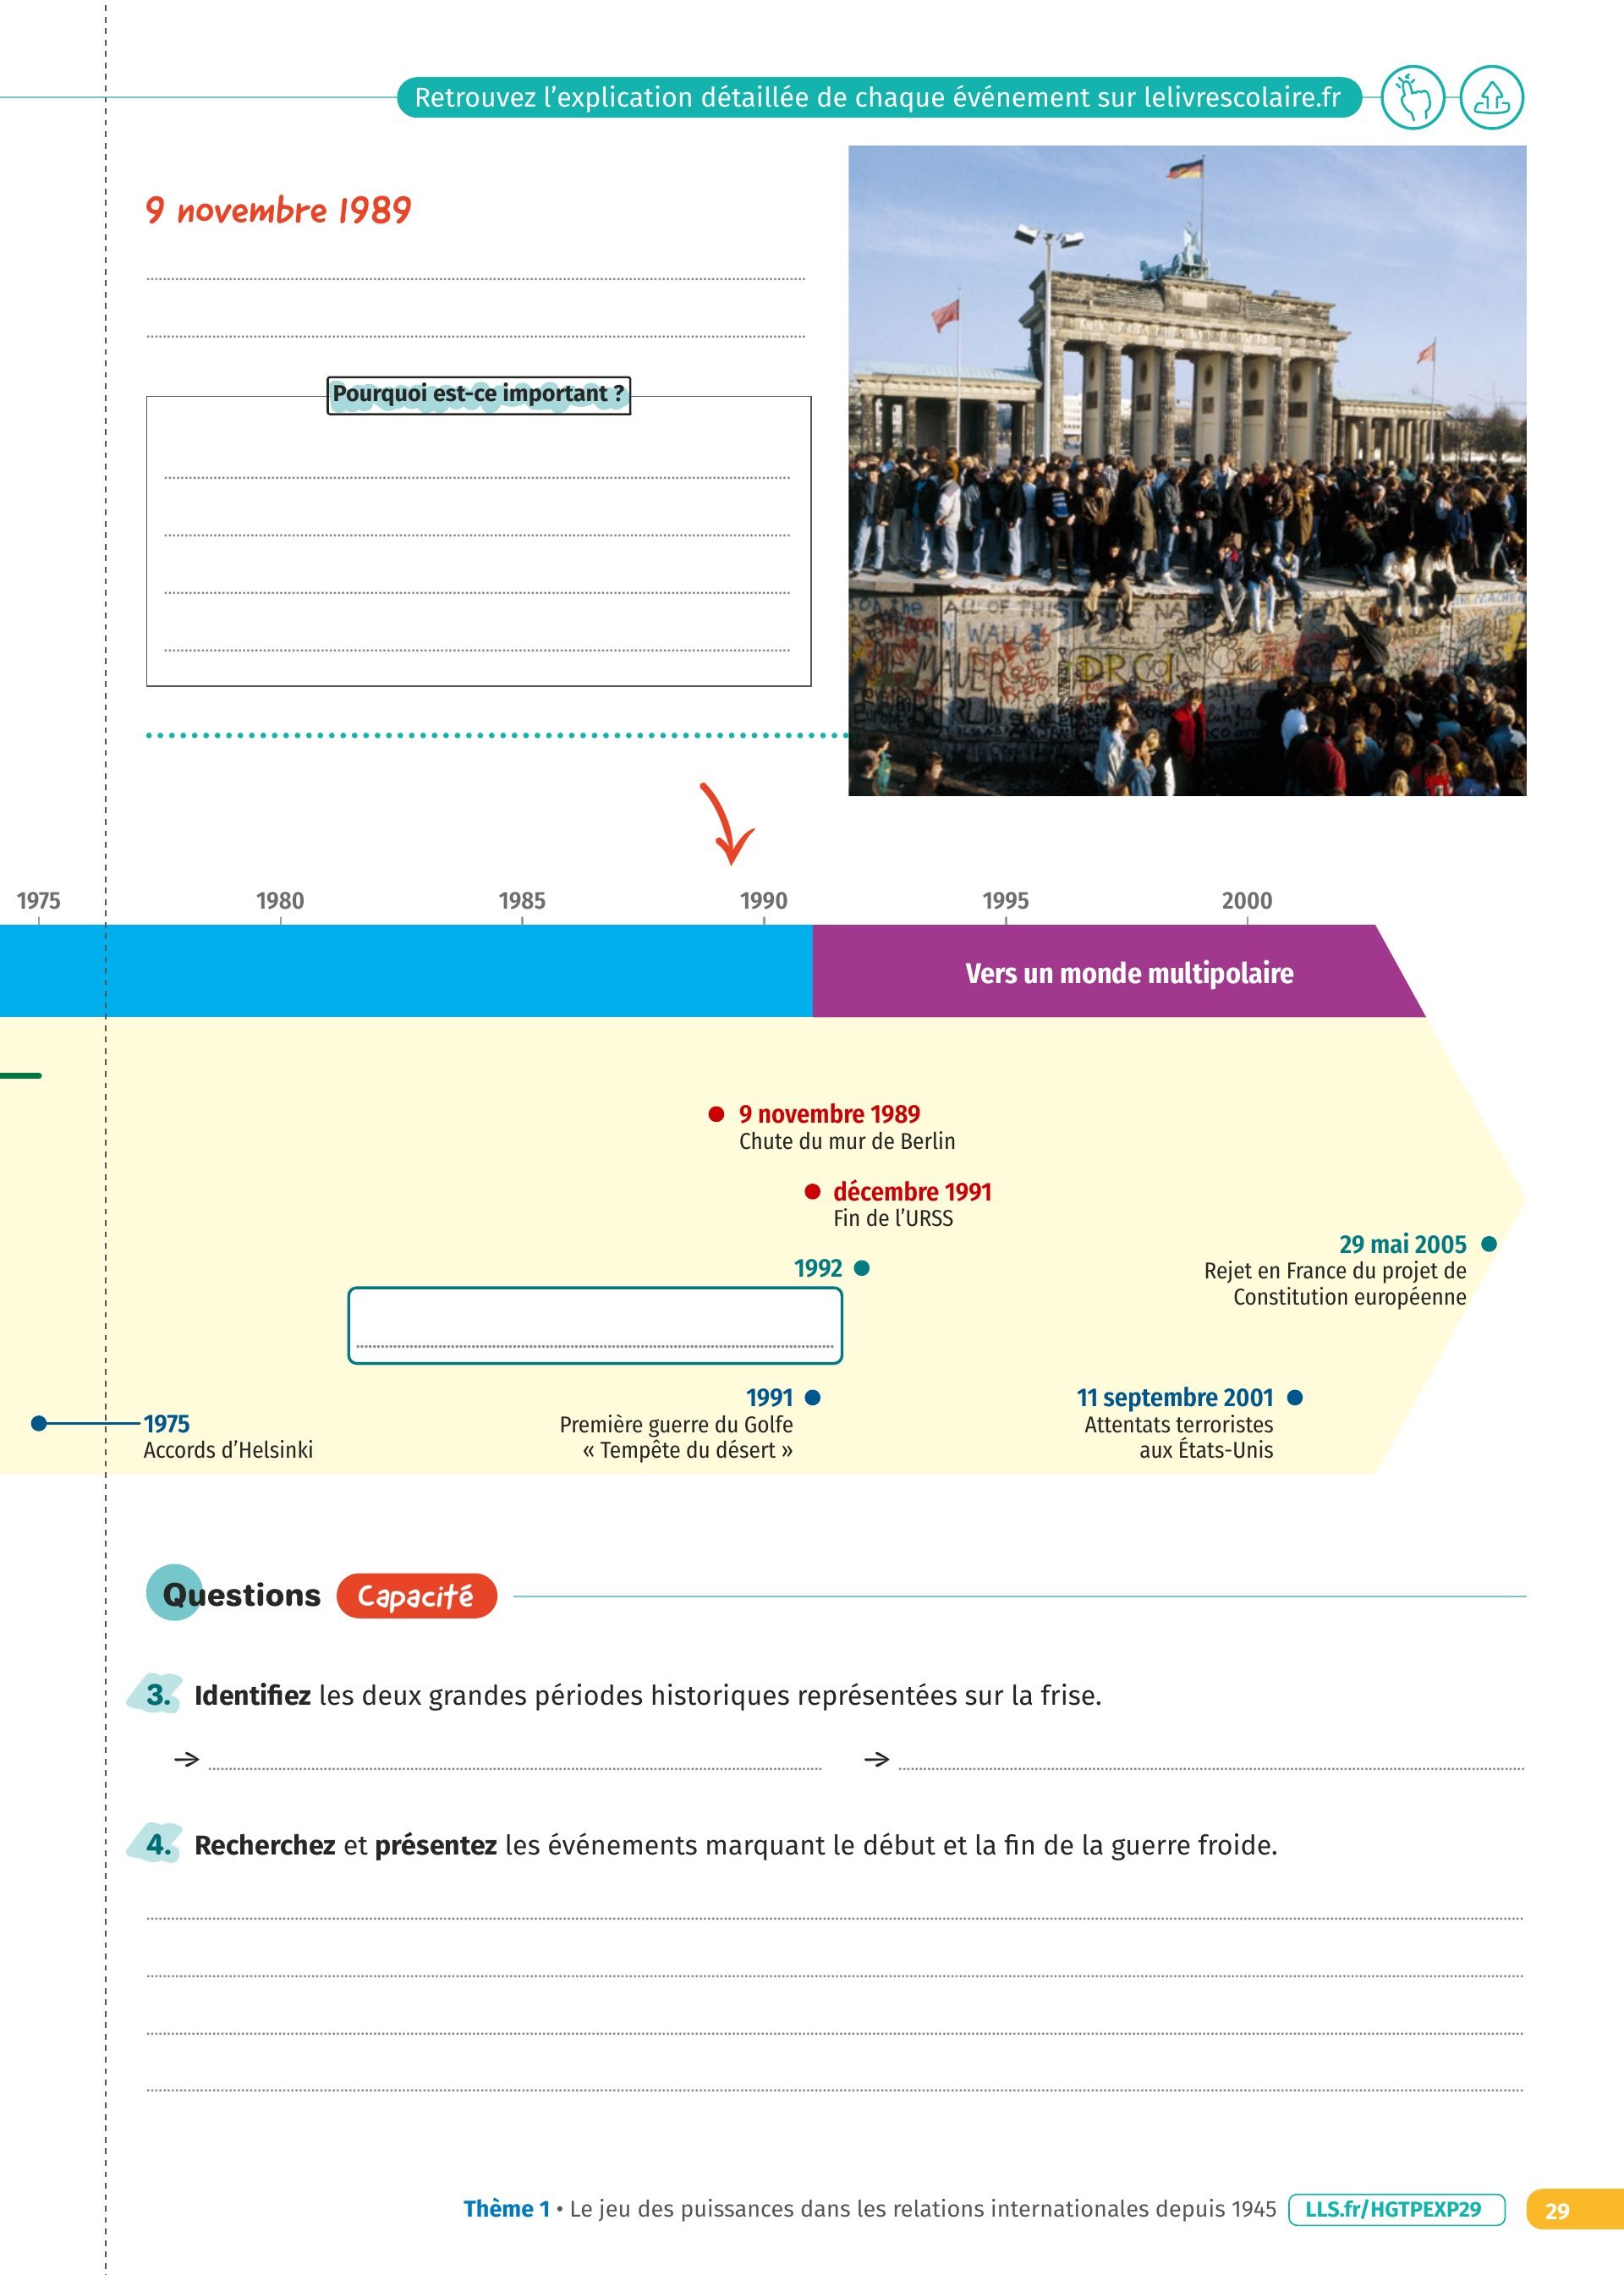 Retrouvez l'explication détaillée de chaque événement sur lelivrescolaire.fr
9 novembre 1989
Pourquoi est-ce important ?
1975 1980 1985 1990 1995 2000
Vers un monde multipolaire
9 novembre 1989
Chute du mur de Berlin
décembre 1991
Fin de l'URSS
29 mai 2005
Rejet en France du projet de
Constitution européenne
1992
1991
Première guerre du Golfe
« Tempête du désert »
11 septembre 2001
Attentats terroristes
aux États-Unis
1975
Accords d'Helsinki
Questions Capacité
3. Identifiez les deux grandes périodes historiques représentées sur la frise.
→ →
4. Recherchez et présentez les événements marquant le début et la fin de la guerre froide.
Thème 1 • Le jeu des puissances dans les relations internationales depuis 1945 LLS.fr/HGTPEXP29 29